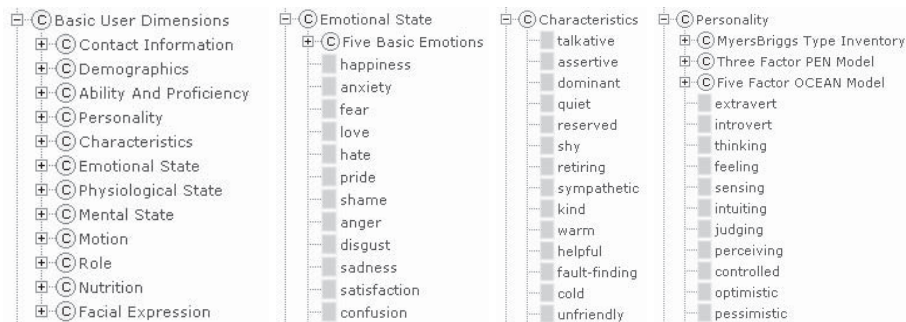 Basic User Dimensions
Contact Information
Demographics
Ability And Proficiency
Personality
Characteristics
Emotional State
Physiological State
Mental State
Motion
Role
Nutrition
Facial Expression
Emotional State
Five Basic Emotions
happiness
anxiety
fear
love
hate
pride
shame
anger
disgust
sadness
satisfaction
confusion
Characteristics
talkative
assertive
dominant
quiet
reserved
shy
retiring
sympathetic
kind
warm
helpful
fault-finding
cold
unfriendly
Personality
MyersBriggs Type Inventory
Three Factor PEN Model
Five Factor OCEAN Model
extravert
introvert
thinking
feeling
sensing
intuiting
judging
perceiving
controlled
optimistic
pessimistic